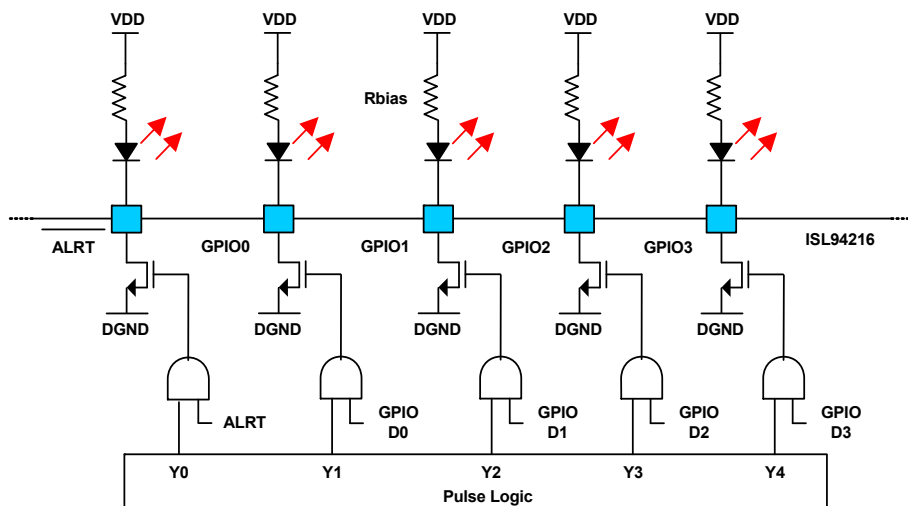 VDD VDD VDD VDD VDD
Rbias
ALRT GPIO0 GPIO1 GPIO2 GPIO3 ISL94216
DGND DGND DGND DGND DGND
ALRT GPIO D0 GPIO D1 GPIO D2 GPIO D3
Y0 Y1 Y2 Y3 Y4
Pulse Logic